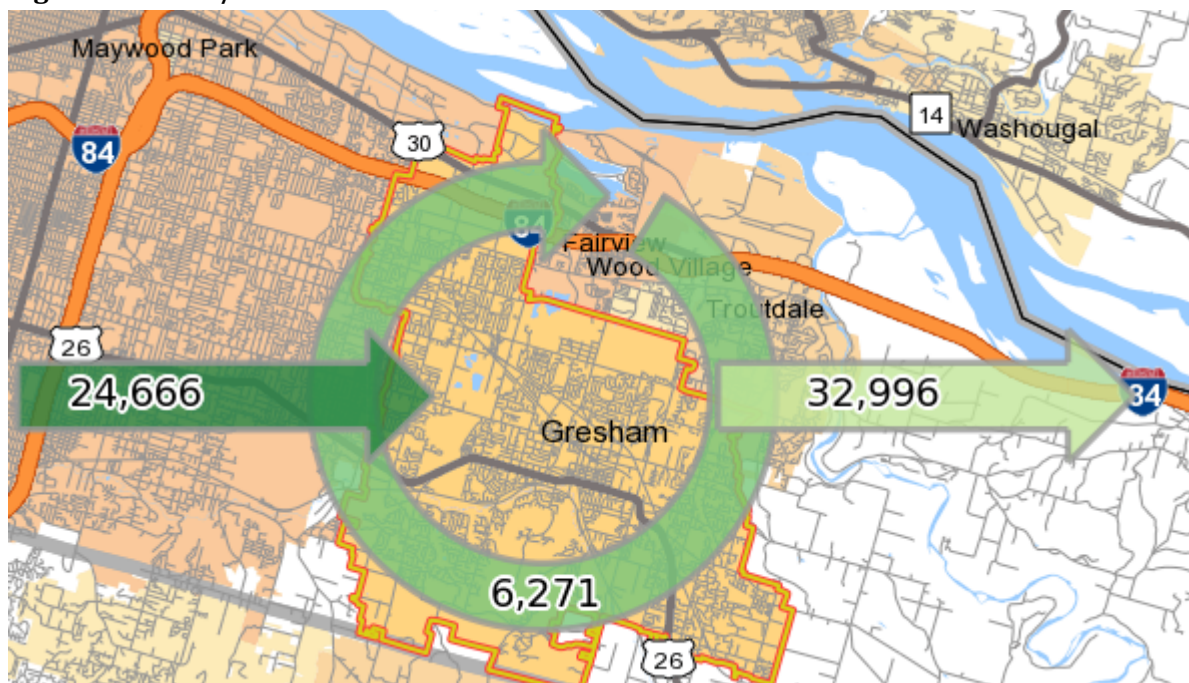 Maywood Park
84
30
14
Washougal
84
Fairview
Wood Village
Troutdale
26
24,666
32,996
84
Gresham
6,271
26